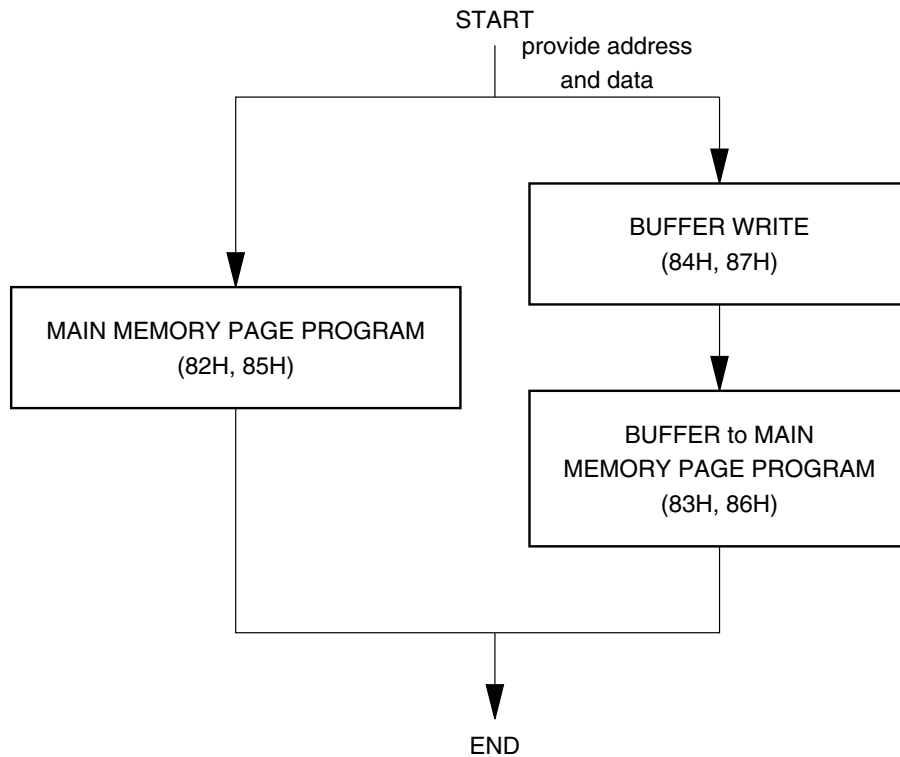 START
provide address
and data
BUFFER WRITE
(84H, 87H)
MAIN MEMORY PAGE PROGRAM
(82H, 85H)
BUFFER to MAIN
MEMORY PAGE PROGRAM
(83H, 86H)
END